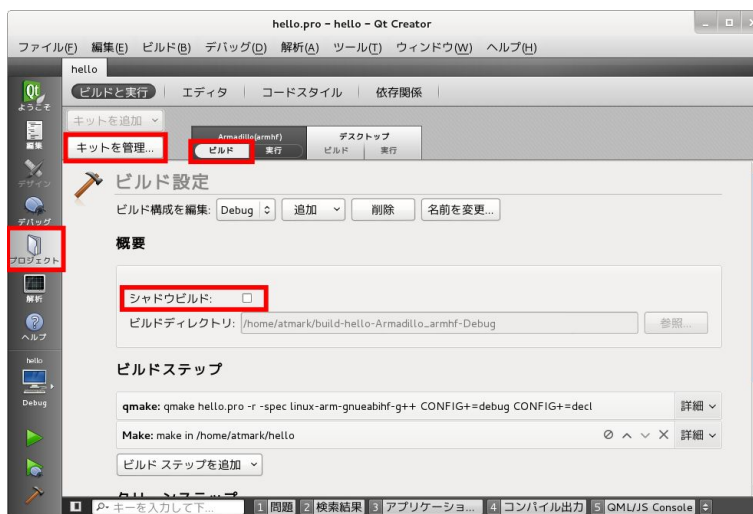 hello.pro - hello - Qt Creator
ファイル(F) 編集(E) ビルド(B) デバッグ(D) 解析(A) ツール(T) ウィンドウ(W) ヘルプ(H)
hello
Qt
ようこそ
ビルドと実行 エディタ コードスタイル 依存関係
キットを追加
キットを管理...
Armadillo(armhf) デスクトップ
ビルド 実行 ビルド 実行
編集
デザイン
デバッグ
プロジェクト
解析
ヘルプ
hello
Debug
ビルド設定
ビルド構成を編集: Debug 追加 削除 名前を変更...
概要
シャドウビルド:
ビルドディレクトリ: /home/atmark/build-hello-Armadillo_armhf-Debug 参照...
ビルドステップ
qmake: qmake hello.pro -r -spec linux-arm-gnueabihf-g++ CONFIG+=debug CONFIG+=decl 詳細
Make: make in /home/atmark/hello 詳細
ビルド ステップを追加
クリーンステップ
キーを入力して下... 1 問題 2 検索結果 3 アプリケーショ... 4 コンパイル出力 5 QML/JS Console